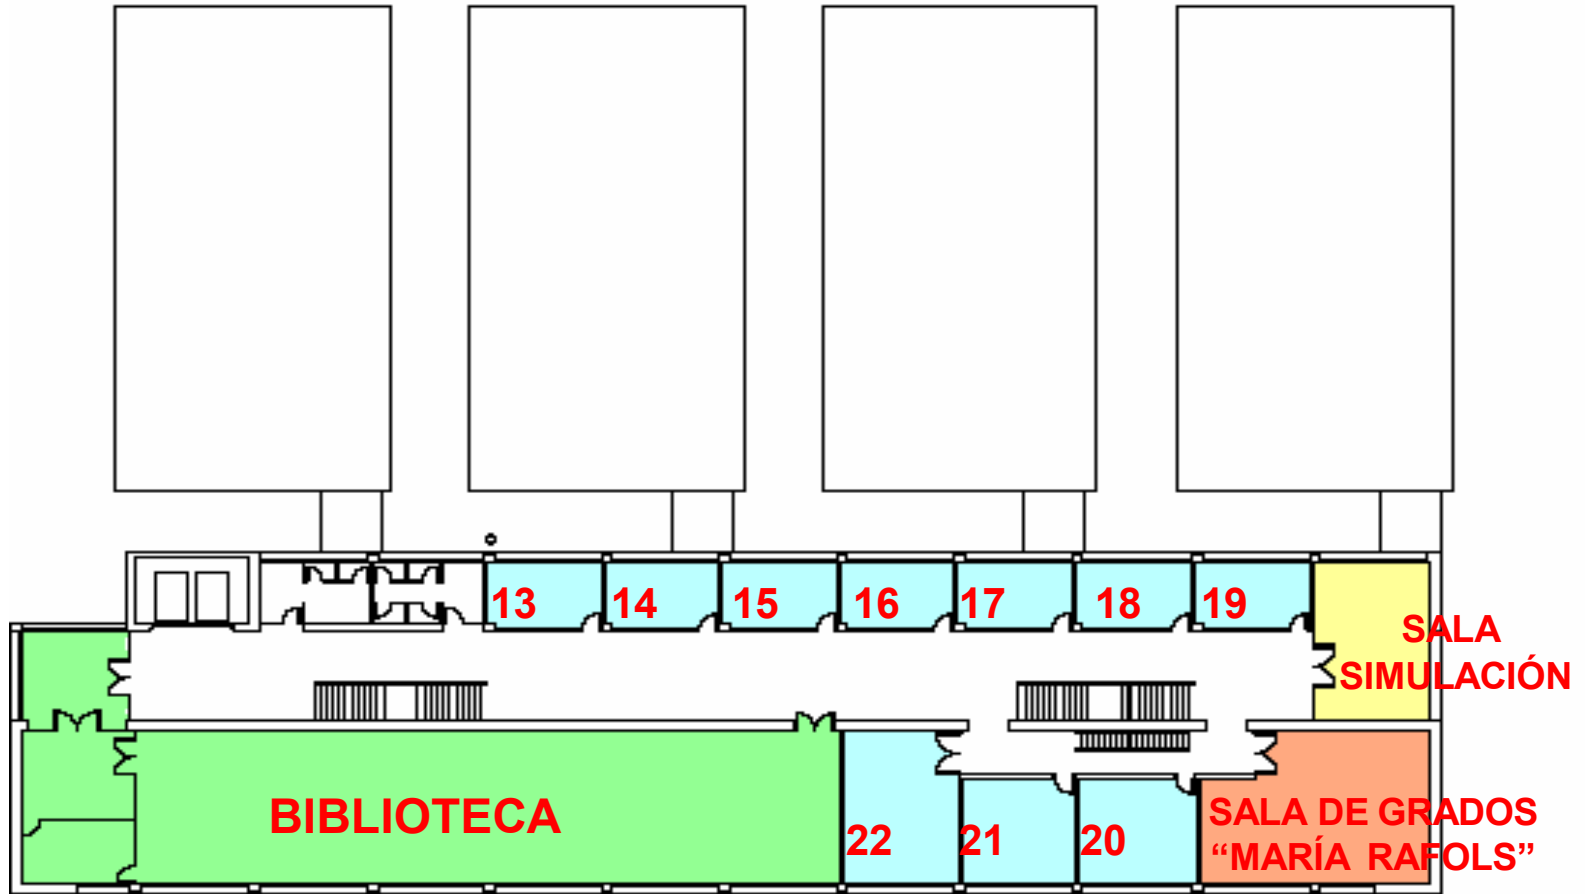 13 14 15 16 17 18 19
SALA
SIMULACIÓN
BIBLIOTECA
22 21 20
SALA DE GRADOS
“MARÍA RAFOLS”